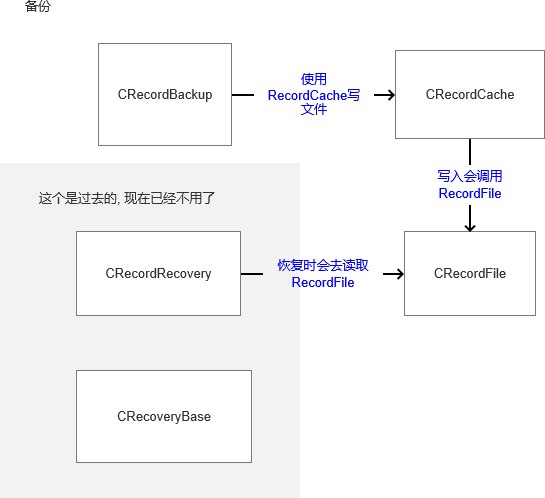 备份
CRecordBackup
使用
RecordCache写
文件
CRecordCache
写入会调用
RecordFile
这个是过去的, 现在已经不用了
CRecordRecovery
恢复时会去读取
RecordFile
CRecordFile
CRecoveryBase